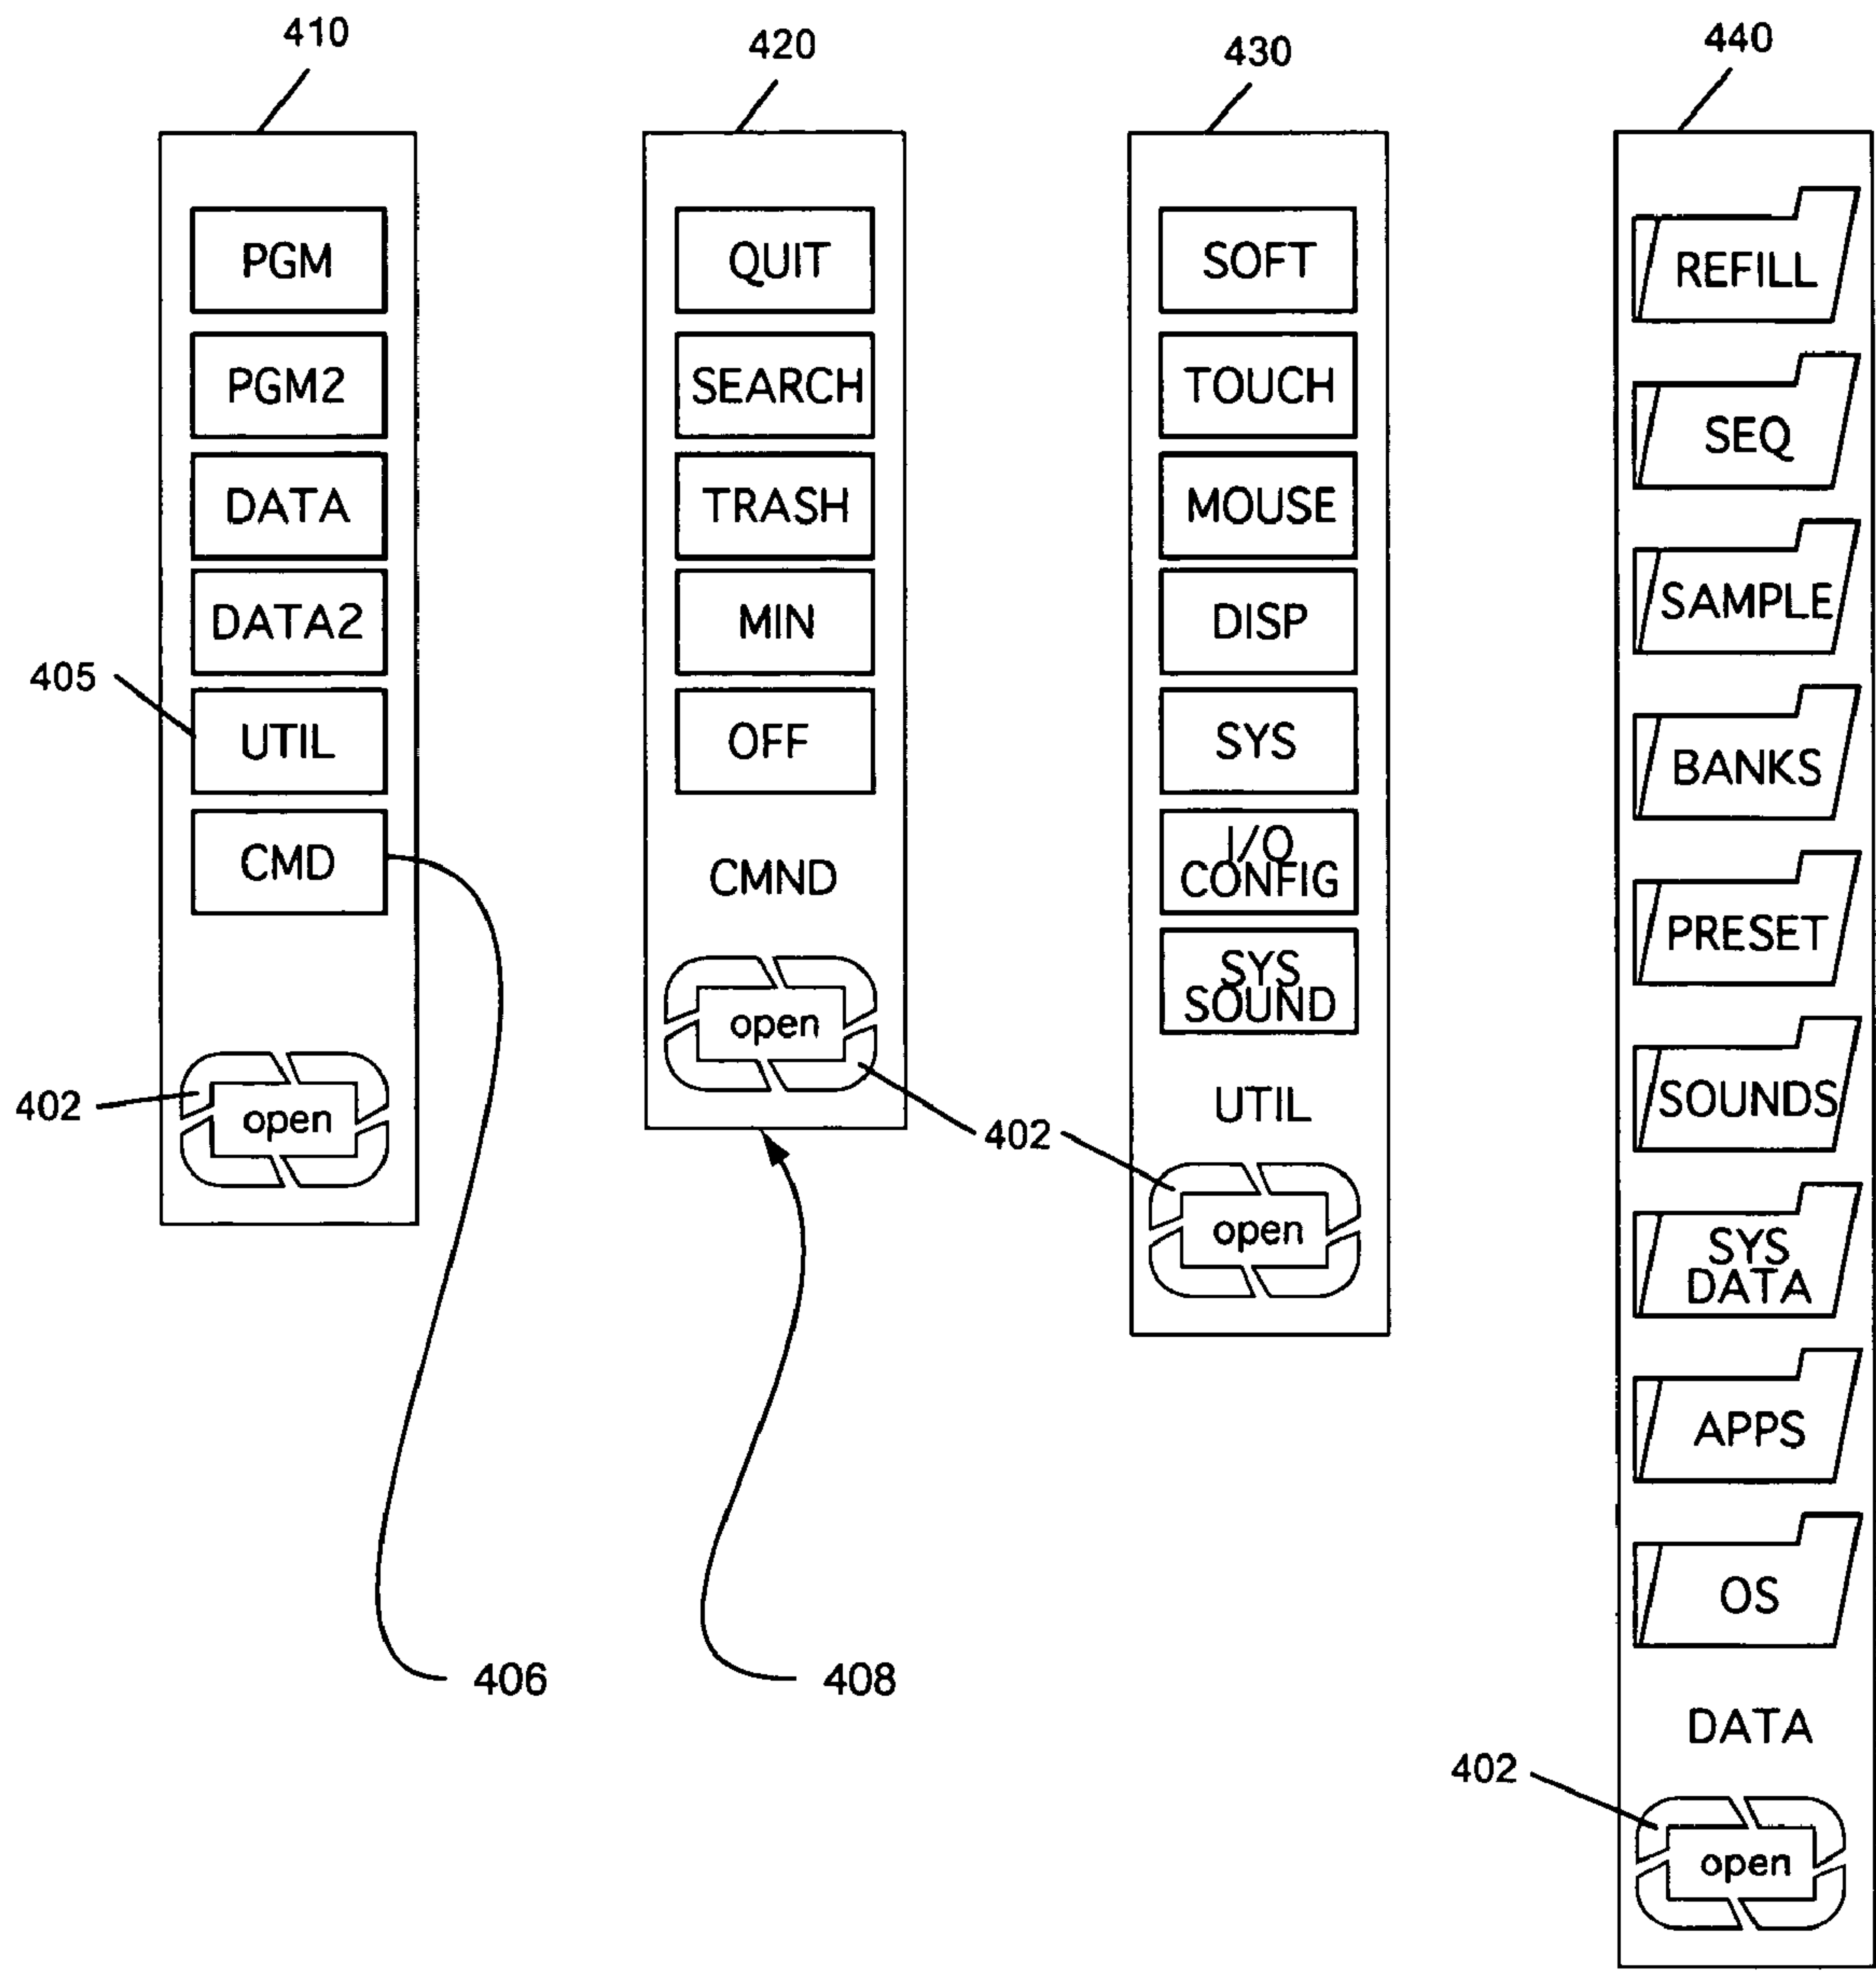 410
PGM
PGM2
DATA
DATA2
405
UTIL
CMD
402
open
406
420
QUIT
SEARCH
TRASH
MIN
OFF
CMND
open
402
408
430
SOFT
TOUCH
MOUSE
DISP
SYS
I/O
CONFIG
SYS
SOUND
UTIL
open
440
REFILL
SEQ
SAMPLE
BANKS
PRESET
SOUNDS
SYS
DATA
APPS
OS
DATA
402
open